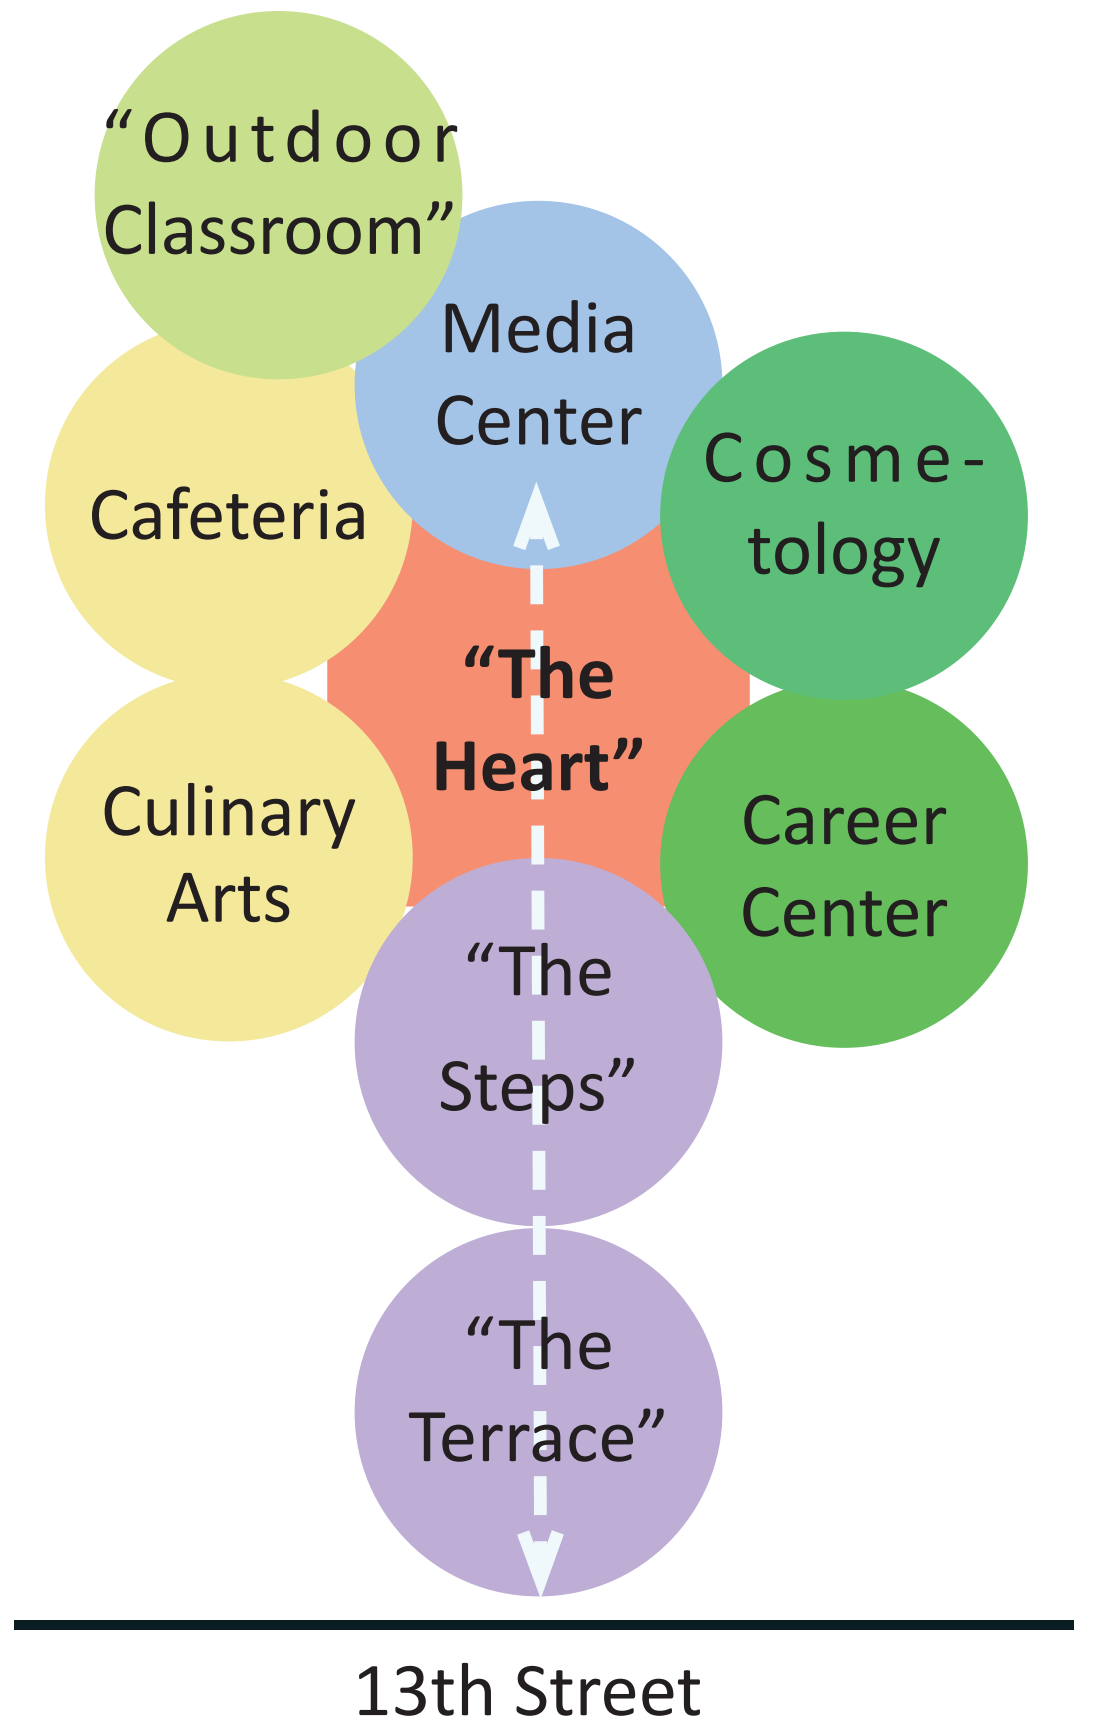 “Outdoor
Classroom”
Media
Center
Cosme-
tology
Cafeteria
“The
Heart”
Culinary
Arts
Career
Center
“The
Steps”
“The
Terrace”
13th Street